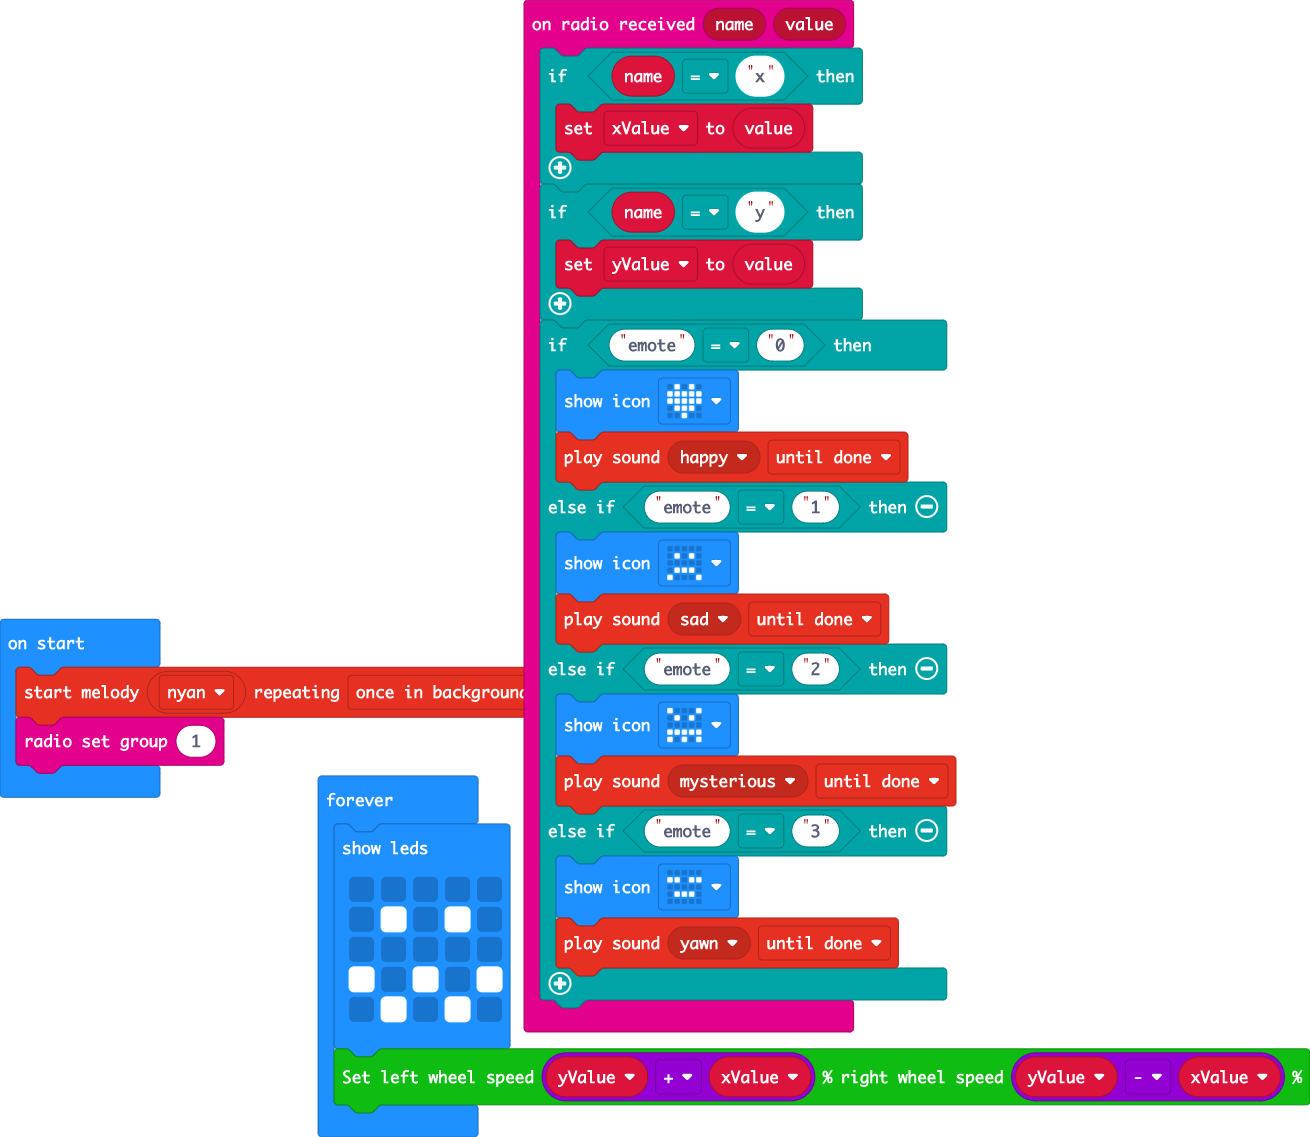 on radio received name value
if name = "x" then
set xValue to value
if name = "y" then
set yValue to value
if "emote" = "0" then
show icon
play sound happy until done
else if "emote" = "1" then
show icon
play sound sad until done
else if "emote" = "2" then
show icon
play sound mysterious until done
else if "emote" = "3" then
show icon
play sound yawn until done
on start
start melody nyan repeating once in background
radio set group 1
forever
show leds
Set left wheel speed yValue + xValue % right wheel speed yValue - xValue %